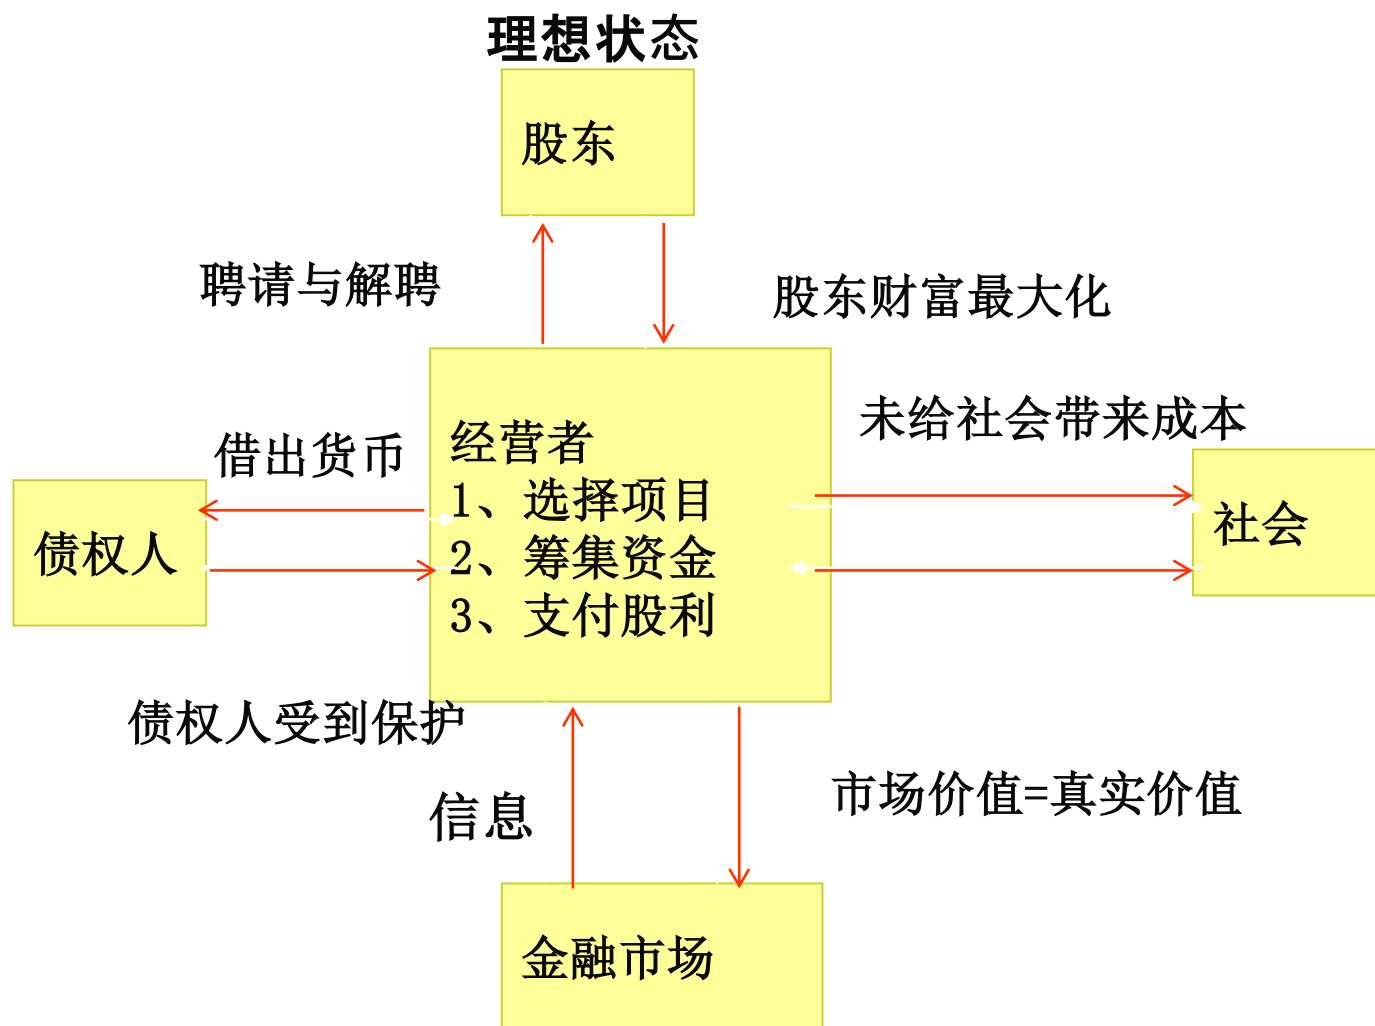 理想状态
股东
聘请与解聘
股东财富最大化
未给社会带来成本
借出货币
经营者
1、选择项目
2、筹集资金
3、支付股利
债权人
社会
债权人受到保护
信息
市场价值=真实价值
金融市场